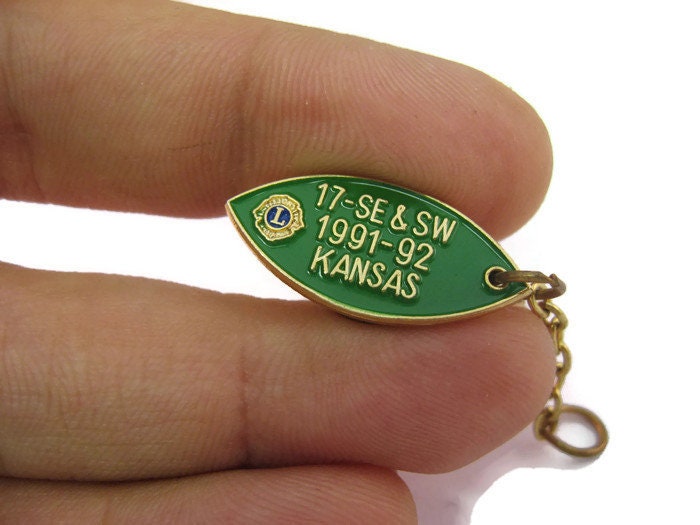 L
17-SE & SW
1991-92
KANSAS